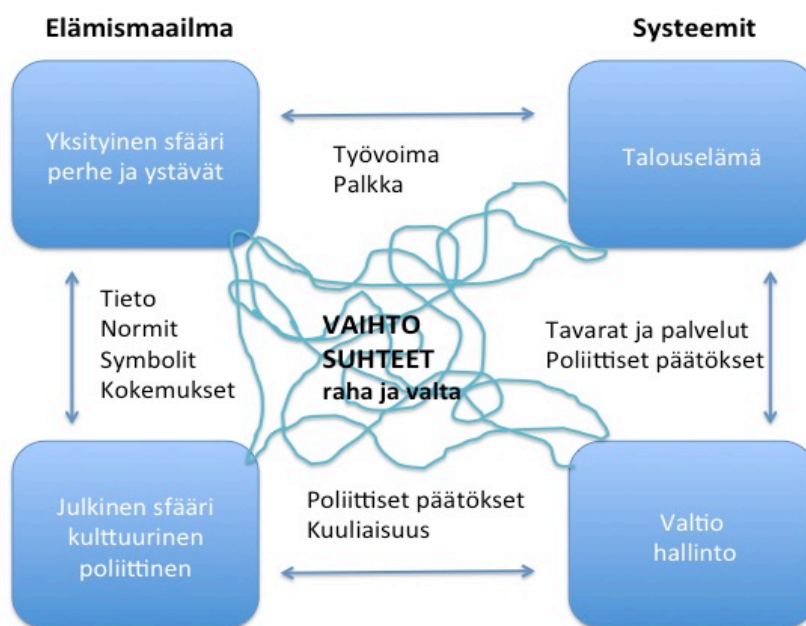 Elämismaailma
Systeemit
Yksityinen sfääri
perhe ja ystävät
Työvoima
Palkka
Talouselämä
Tieto
Normit
Symbolit
Kokemukset
VAIHTO
SUHTEET
raha ja valta
Tavarat ja palvelut
Poliittiset päätökset
Julkinen sfääri
kulttuurinen
poliittinen
Poliittiset päätökset
Kuuliaisuus
Valtio
hallinto